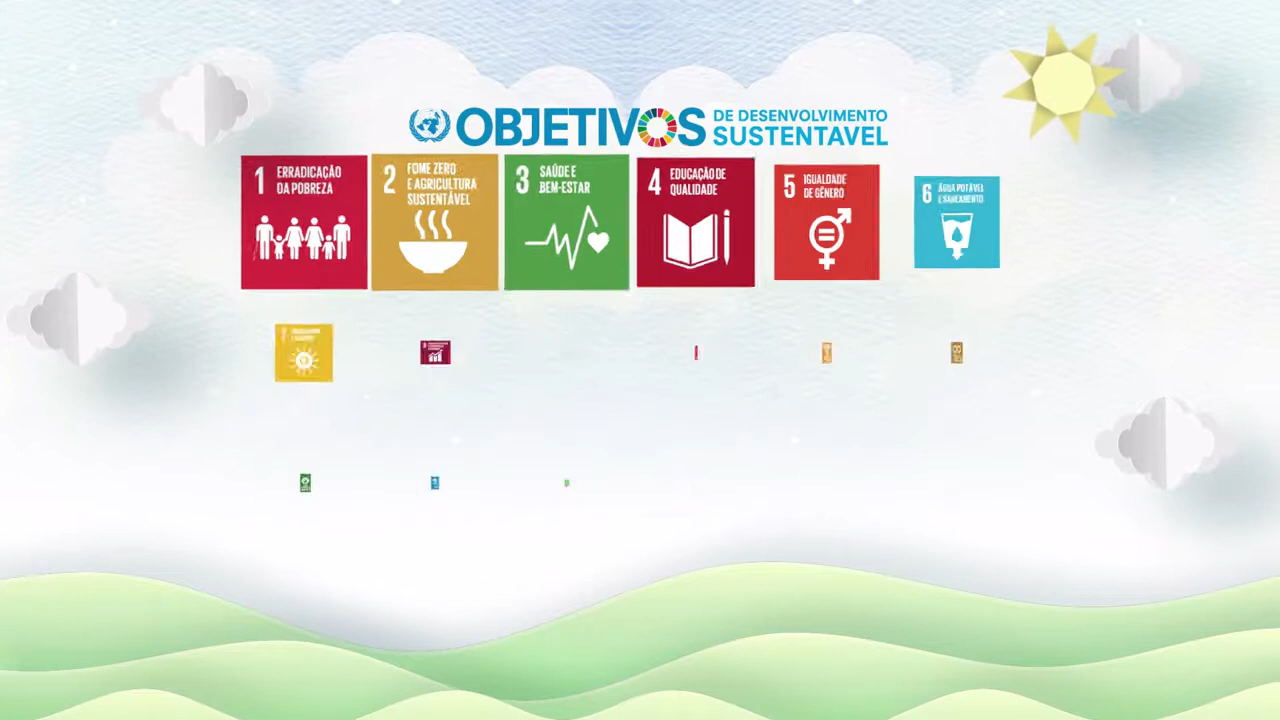 OBJETIVOS
DE DESENVOLVIMENTO
SUSTENTAVEL
1 ERRADICAÇÃO
DA POBREZA
2 FOME ZERO
E AGRICULTURA
SUSTENTÁVEL
3 SAÚDE E
BEM-ESTAR
4 EDUCAÇÃO DE
QUALIDADE
5 IGUALDADE
DE GÊNERO
6 ÁGUA POTÁVEL
E SANEAMENTO